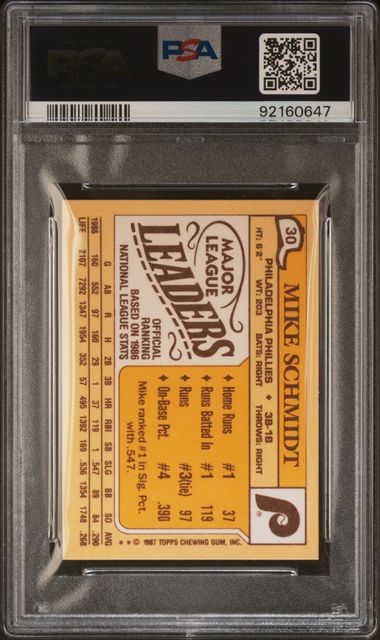 PSA
PSA
92160647
30
MIKE SCHMIDT
PHILADELPHIA PHILLIES ♦ 3B-1B
HT: 6'2" WT: 203 BATS: RIGHT THROWS: RIGHT
MAJOR
LEAGUE
LEADERS
OFFICIAL
RANKING
BASED ON 1986
NATIONAL LEAGUE STATS
♦ Home Runs #1 37
♦ Runs Batted In #1 119
♦ Runs #3(tie) 97
♦ On-Base Pct. #4 .390
Mike ranked #1 in Slg. Pct.
with .547.
P
®
G AB R H 2B 3B HR RBI SB SLG BB SO AVG
1986 160 552 97 160 29 1 37 119 1 .547 89 84 .290
LIFE 2107 7292 1347 1954 352 57 495 1392 169 .536 1354 1748 .268
** © 1987 TOPPS CHEWING GUM, INC.